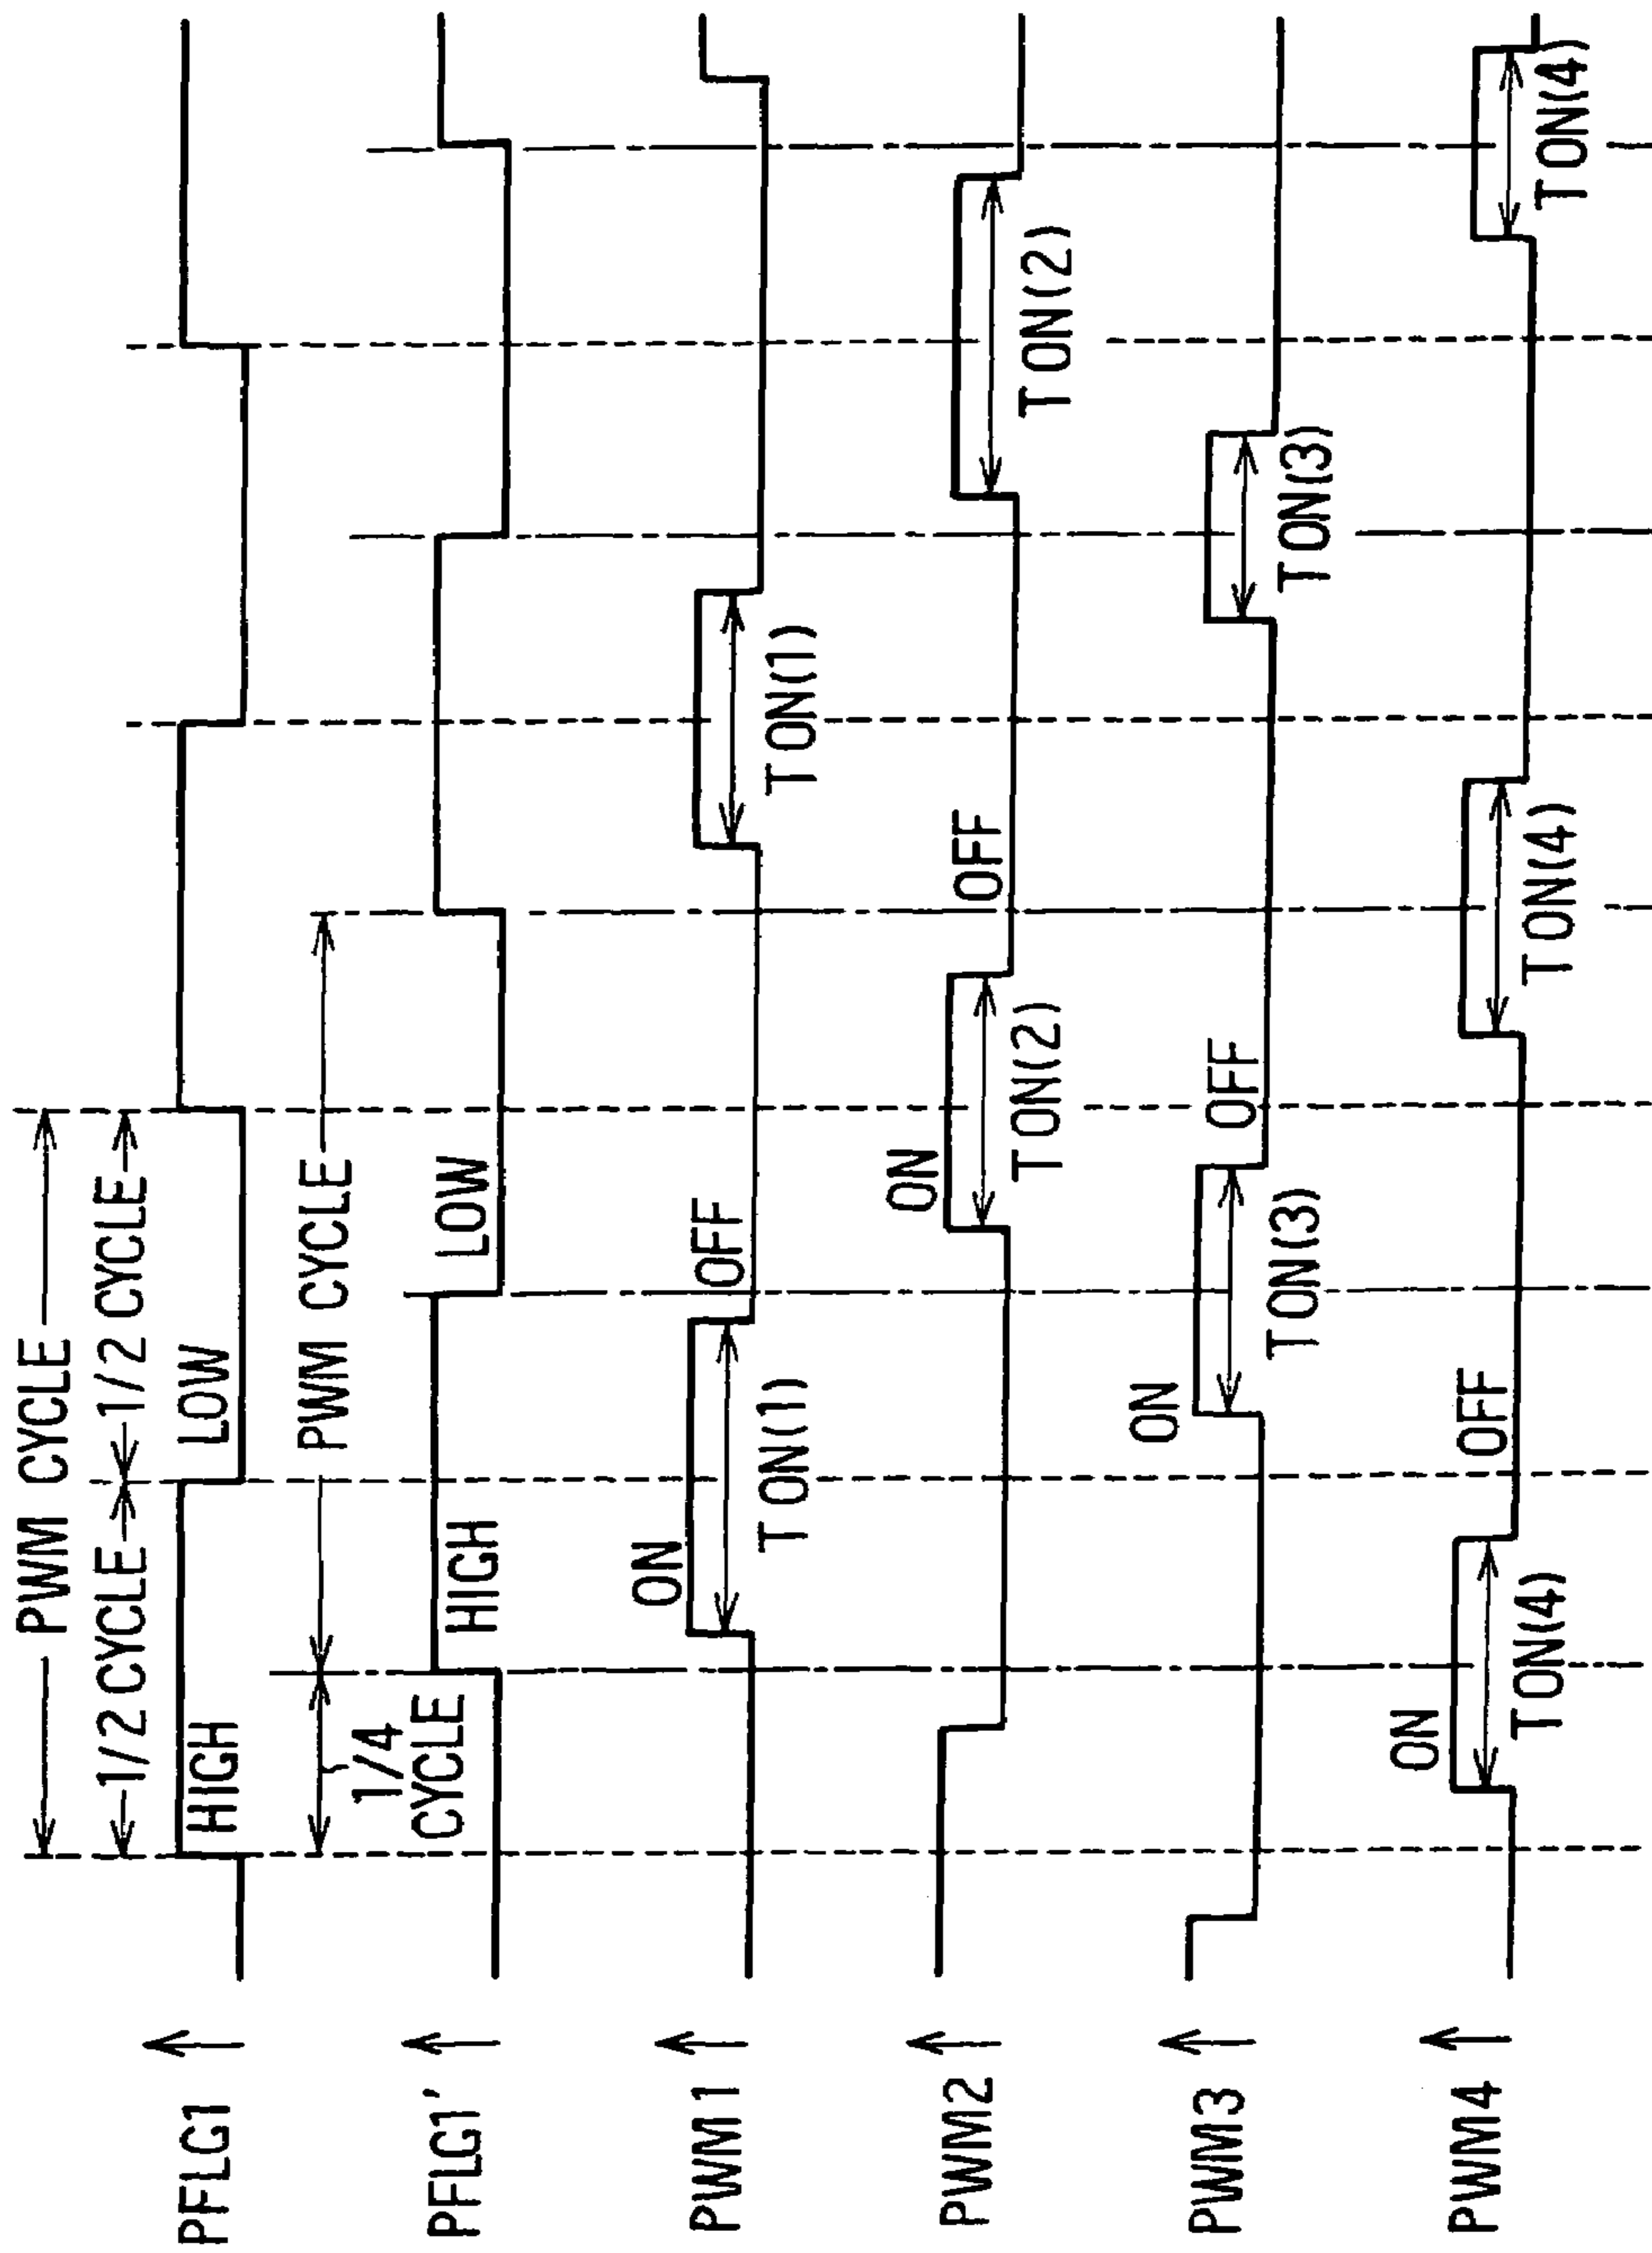 PWM CYCLE
1/2 CYCLE 1/2 CYCLE
PFLG1 HIGH LOW
PWM CYCLE
1/4
CYCLE
PFLG1' HIGH LOW
PWM1 ON OFF
TON(1) TON(1)
PWM2 ON OFF
TON(2) TON(2)
PWM3 ON OFF
TON(3) TON(3)
PWM4 ON OFF
TON(4) TON(4) TON(4)